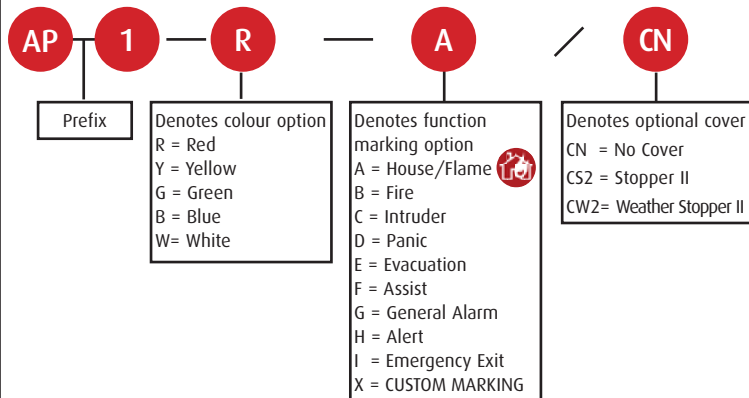 AP 1 — R — A / CN
Prefix
Denotes colour option
R = Red
Y = Yellow
G = Green
B = Blue
W= White
Denotes function
marking option
A = House/Flame
B = Fire
C = Intruder
D = Panic
E = Evacuation
F = Assist
G = General Alarm
H = Alert
I = Emergency Exit
X = CUSTOM MARKING
Denotes optional cover
CN = No Cover
CS2 = Stopper II
CW2= Weather Stopper II